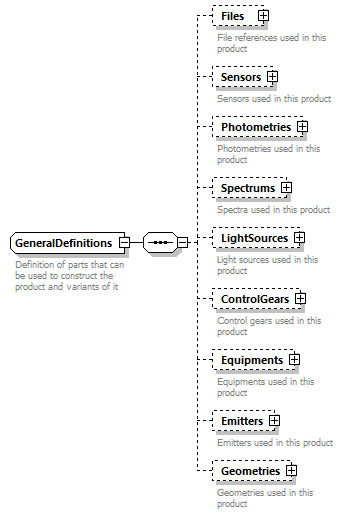 Files
File references used in this
product
Sensors
Sensors used in this product
Photometries
Photometries used in this
product
Spectrums
Spectra used in this product
GeneralDefinitions
Definition of parts that can
be used to construct the
product and variants of it
LightSources
Light sources used in this
product
ControlGears
Control gears used in this
product
Equipments
Equipments used in this
product
Emitters
Emitters used in this product
Geometries
Geometries used in this
product